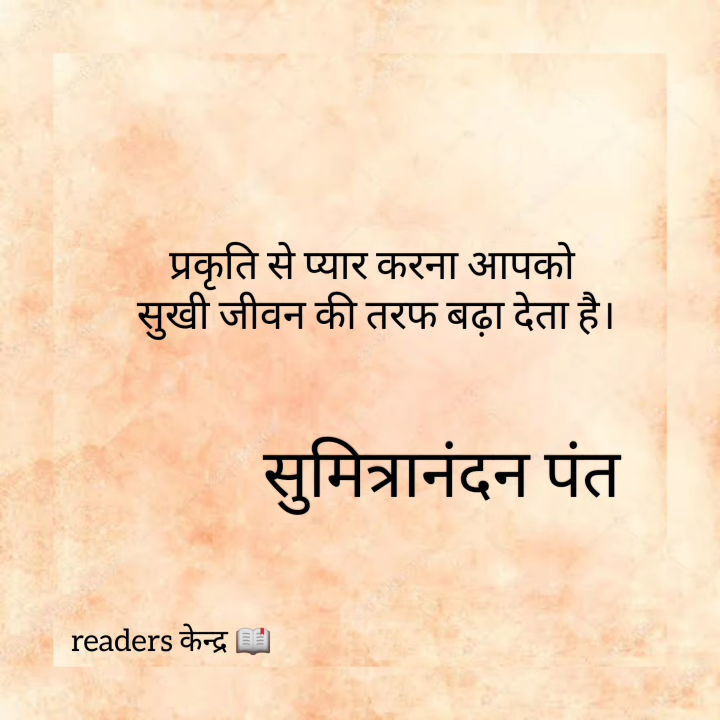 प्रकृति से प्यार करना आपको
सुखी जीवन की तरफ बढ़ा देता है।
सुमित्रानंदन पंत
readers केन्द्र 📖